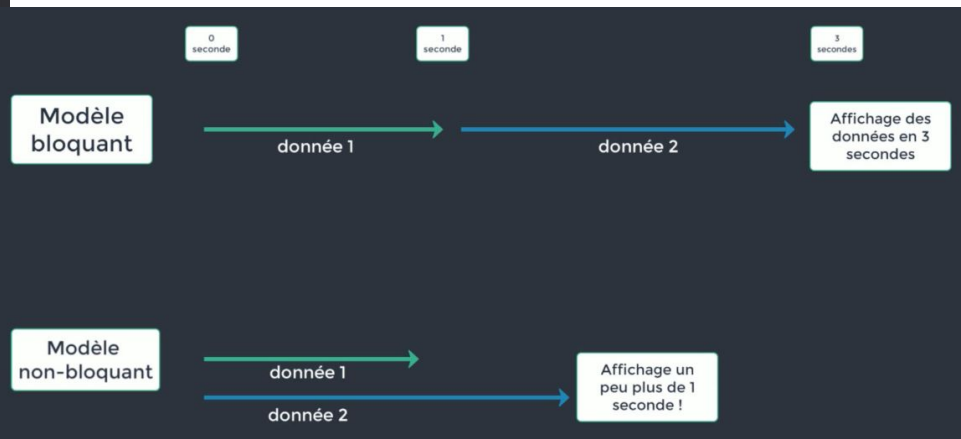 0
seconde
1
seconde
3
secondes
Modèle
bloquant
donnée 1
donnée 2
Affichage des
données en 3
secondes
Modèle
non-bloquant
donnée 1
donnée 2
Affichage un
peu plus de 1
seconde !